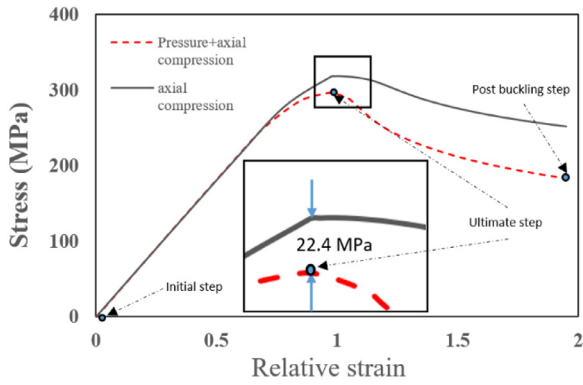 400
300
200
100
0
Stress (MPa)
Pressure+axial
compression
axial
compression
Post buckling step
22.4 MPa
Ultimate step
Initial step
0
0.5
1
1.5
2
Relative strain